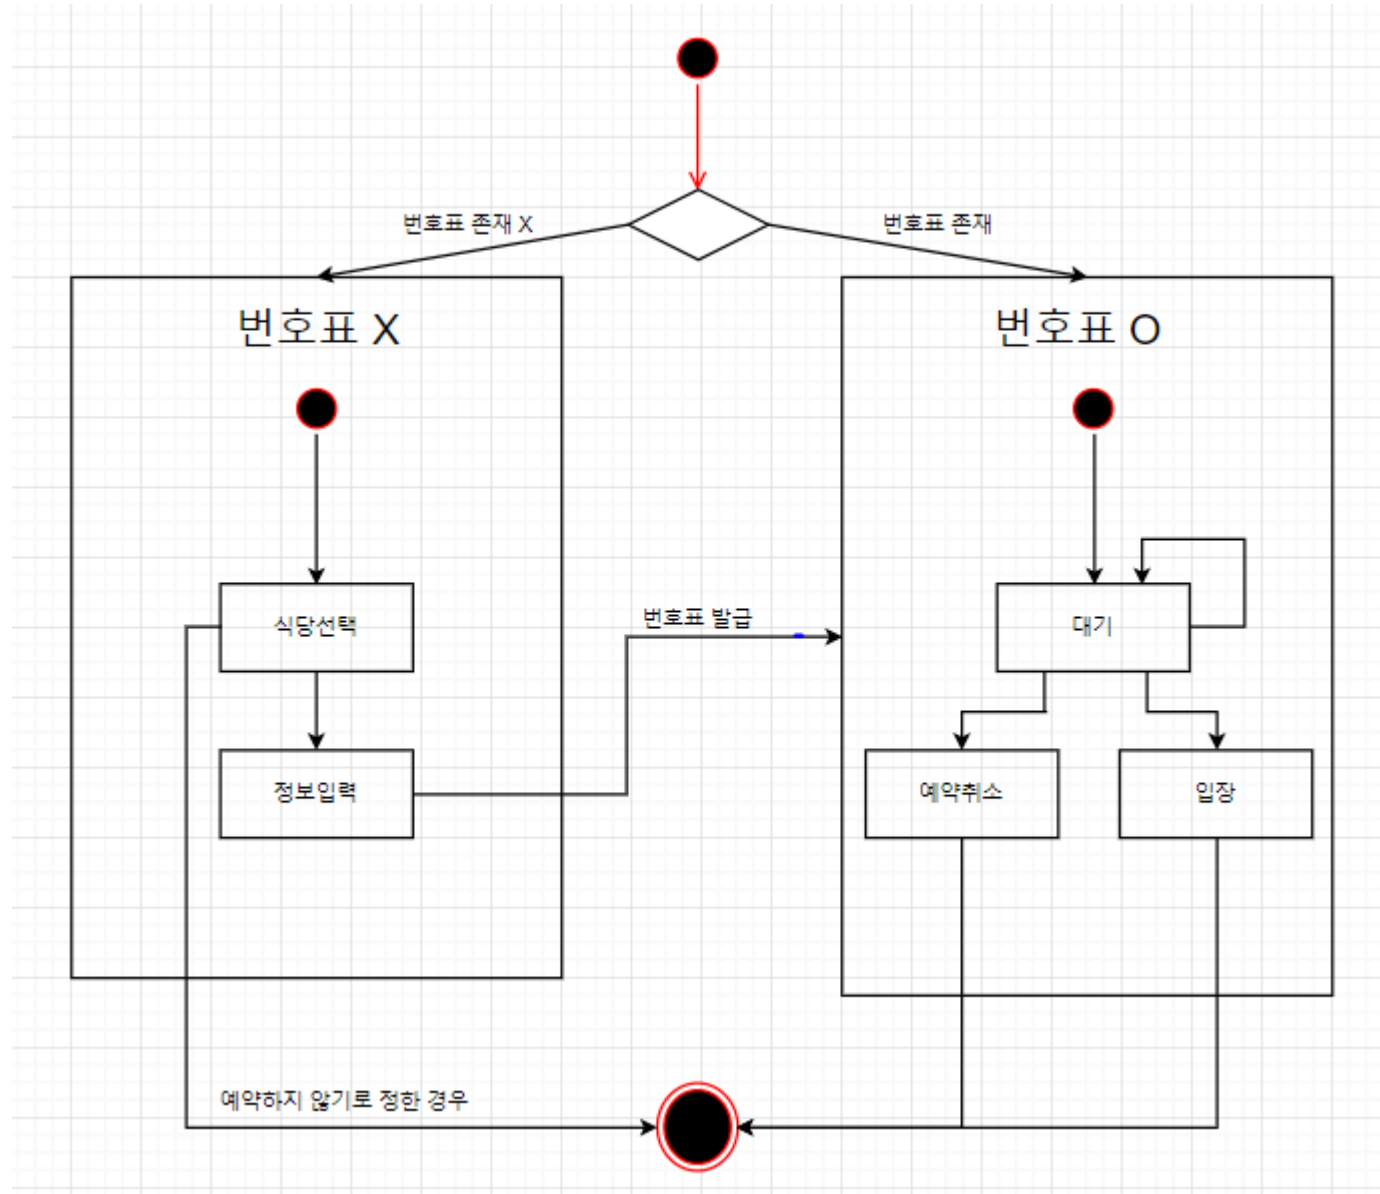 번호표 존재 X
번호표 존재
번호표 X
번호표 O
식당선택
번호표 발급
대기
정보입력
예약취소
입장
예약하지 않기로 정한 경우